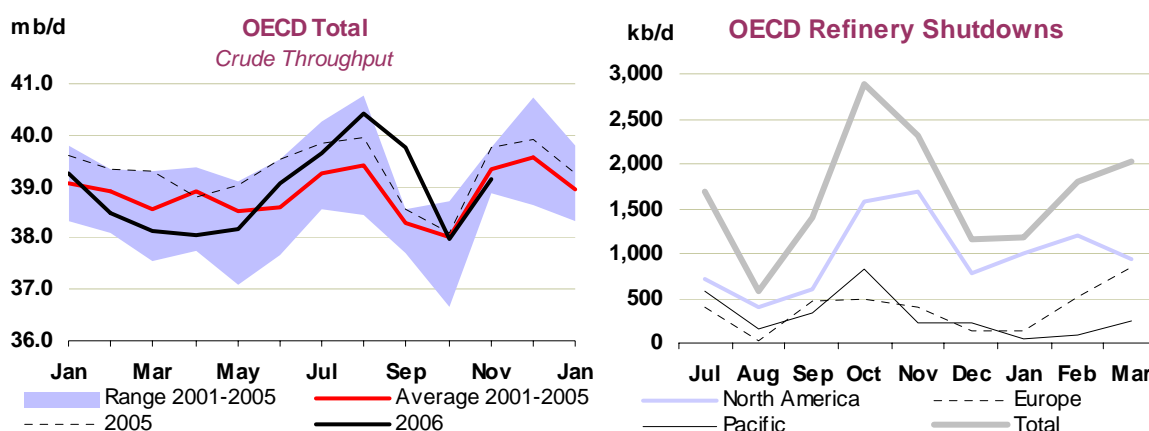 mb/d
OECD Total
Crude Throughput
41.0
40.0
39.0
38.0
37.0
36.0
Jan Mar May Jul Sep Nov Jan
Range 2001-2005 Average 2001-2005
2005 2006
kb/d
OECD Refinery Shutdowns
3,000
2,500
2,000
1,500
1,000
500
0
Jul Aug Sep Oct Nov Dec Jan Feb Mar
North America Europe
Pacific Total